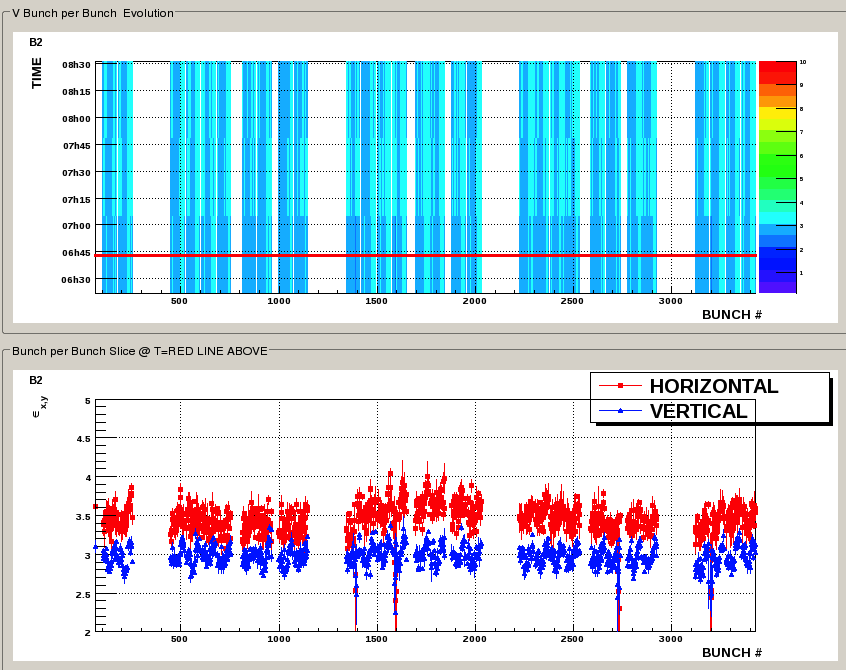 V Bunch per Bunch Evolution
B2
TIME
08h30
08h15
08h00
07h45
07h30
07h15
07h00
06h45
06h30
500
1000
1500
2000
2500
3000
BUNCH #
10
9
8
7
6
5
4
3
2
1
Bunch per Bunch Slice @ T=RED LINE ABOVE
B2
ϵ x,y
HORIZONTAL
VERTICAL
5
4.5
4
3.5
3
2.5
2
500
1000
1500
2000
2500
3000
BUNCH #